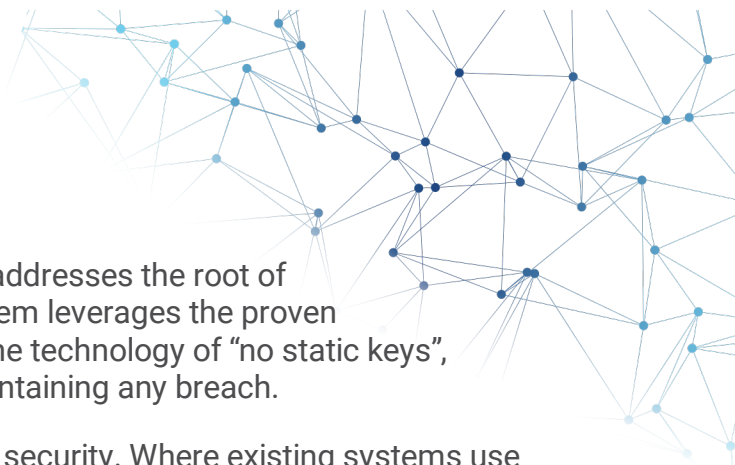 addresses the root of
em leverages the proven
ne technology of “no static keys”,
ntaining any breach.
security. Where existing systems use